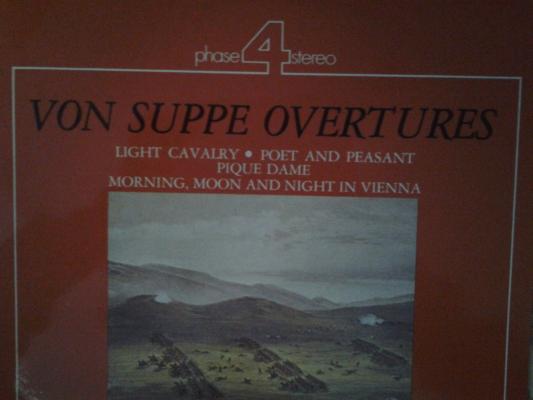 phase 4 stereo
VON SUPPE OVERTURES
LIGHT CAVALRY • POET AND PEASANT
PIQUE DAME
MORNING, MOON AND NIGHT IN VIENNA